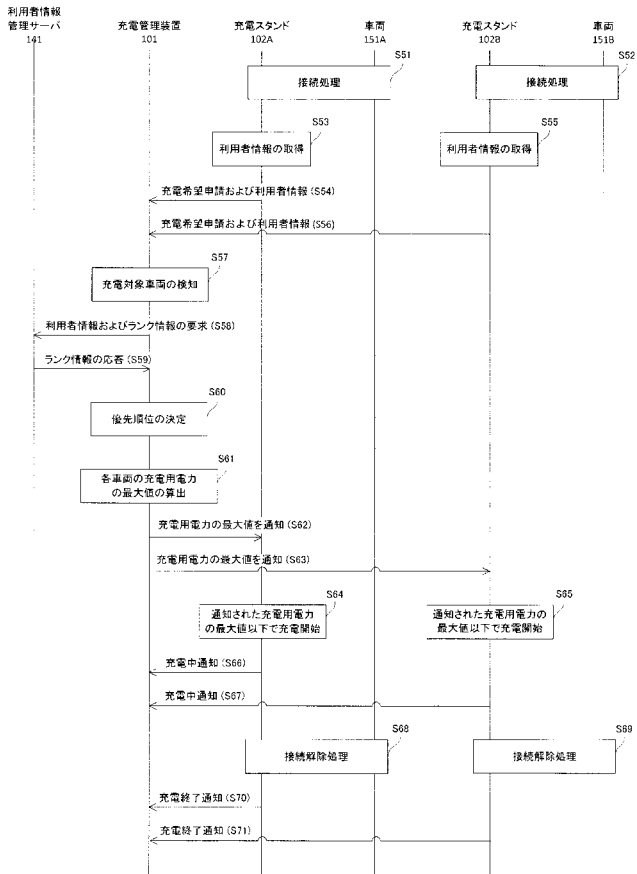 利用者情報
管理サーバ
141
充電管理装置
101
充電スタンド
102A
車両
151A
充電スタンド
102B
車両
151B
S51
接続処理
S52
接続処理
S53
利用者情報の取得
S55
利用者情報の取得
充電希望申請および利用者情報(S54)
充電希望申請および利用者情報(S56)
S57
充電対象車両の検知
利用者情報およびランク情報の要求(S58)
ランク情報の応答(S59)
S60
優先順位の決定
S61
各車両の充電用電力
の最大値の算出
充電用電力の最大値を通知(S62)
充電用電力の最大値を通知(S63)
S64
通知された充電用電力
の最大値以下で充電開始
S65
通知された充電用電力の
最大値以下で充電開始
充電中通知(S66)
充電中通知(S67)
S68
接続解除処理
S69
接続解除処理
充電終了通知(S70)
充電終了通知(S71)